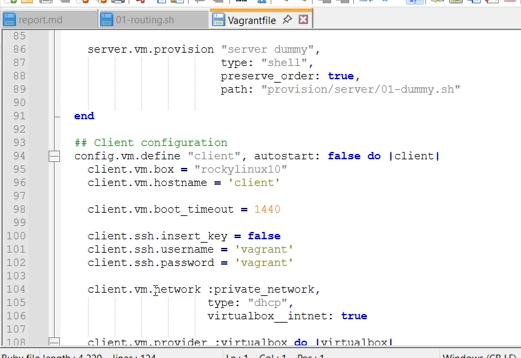 report.md
01-routing.sh
Vagrantfile
85
86 server.vm.provision "server dummy",
87 type: "shell",
88 preserve_order: true,
89 path: "provision/server/01-dummy.sh"
90
91 end
92
93 ## Client configuration
94 config.vm.define "client", autostart: false do |client|
95 client.vm.box = "rockylinux10"
96 client.vm.hostname = 'client'
97
98 client.vm.boot_timeout = 1440
99
100 client.ssh.insert_key = false
101 client.ssh.username = 'vagrant'
102 client.ssh.password = 'vagrant'
103
104 client.vm.network :private_network,
105 type: "dhcp",
106 virtualbox__intnet: true
107
108 client.vm.provider :virtualbox do |virtualbox|